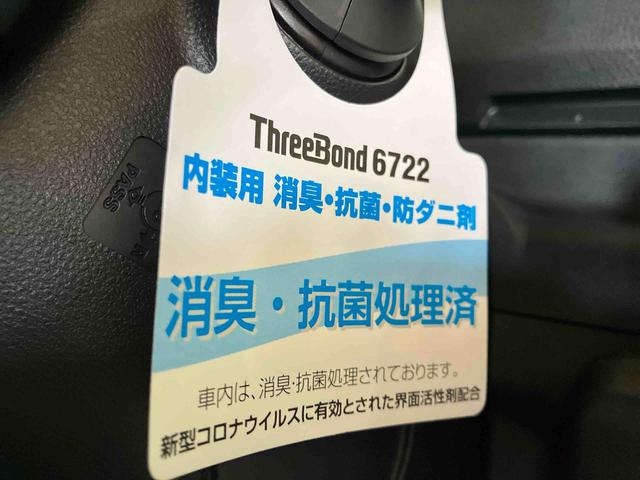 ThreeBond 6722
内装用 消臭・抗菌・防ダニ剤
消臭・抗菌処理済
車内は、消臭・抗菌処理されております。
新型コロナウイルスに有効とされた界面活性剤配合
PASS